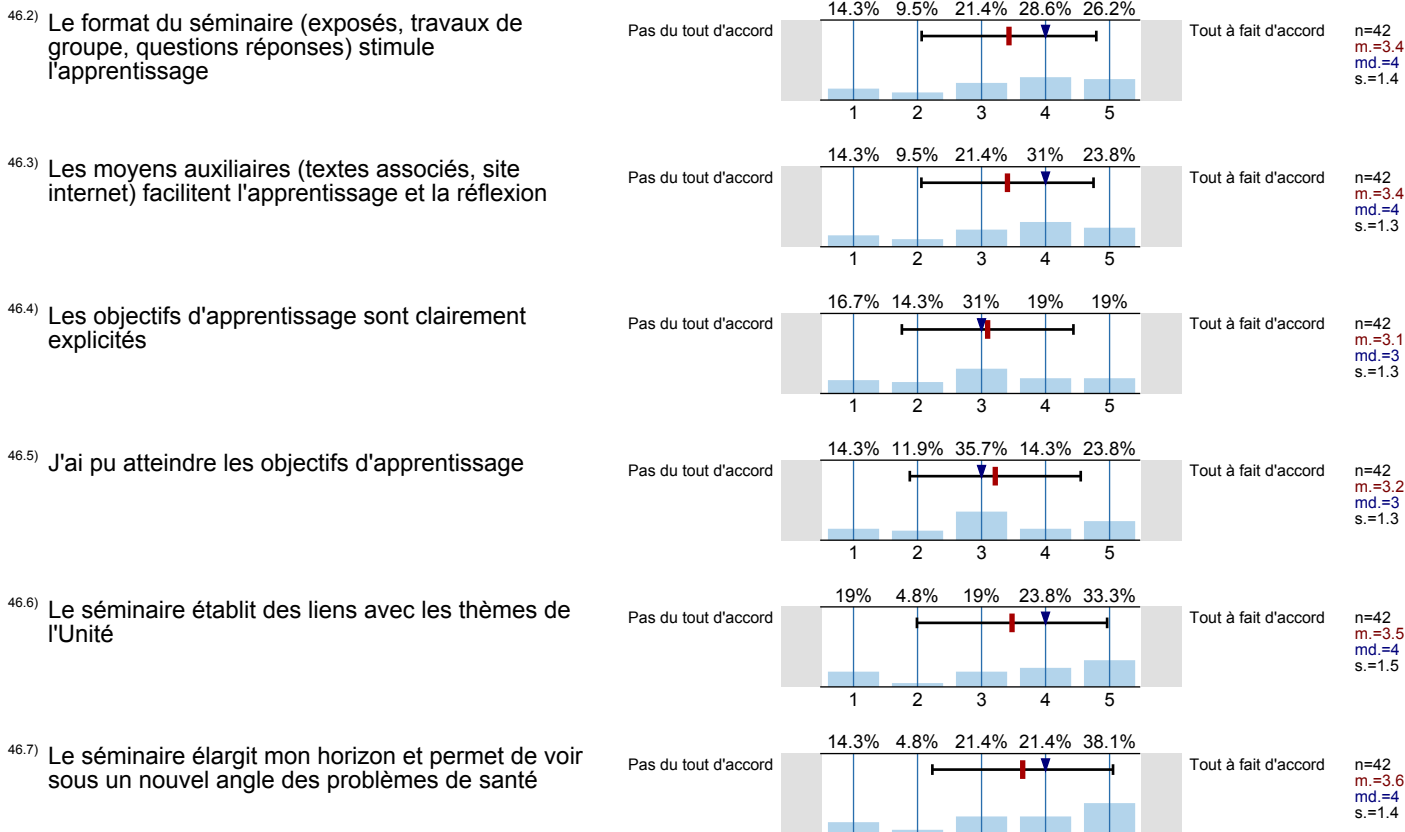 14.3% 9.5% 21.4% 28.6% 26.2%
46.2) Le format du séminaire (exposés, travaux de
groupe, questions réponses) stimule
l'apprentissage
Pas du tout d'accord
Tout à fait d'accord
n=42
m.=3.4
md.=4
s.=1.4
1 2 3 4 5
14.3% 9.5% 21.4% 31% 23.8%
46.3) Les moyens auxiliaires (textes associés, site
internet) facilitent l'apprentissage et la réflexion
Pas du tout d'accord
Tout à fait d'accord
n=42
m.=3.4
md.=4
s.=1.3
1 2 3 4 5
16.7% 14.3% 31% 19% 19%
46.4) Les objectifs d'apprentissage sont clairement
explicités
Pas du tout d'accord
Tout à fait d'accord
n=42
m.=3.1
md.=3
s.=1.3
1 2 3 4 5
14.3% 11.9% 35.7% 14.3% 23.8%
46.5) J'ai pu atteindre les objectifs d'apprentissage
Pas du tout d'accord
Tout à fait d'accord
n=42
m.=3.2
md.=3
s.=1.3
1 2 3 4 5
19% 4.8% 19% 23.8% 33.3%
46.6) Le séminaire établit des liens avec les thèmes de
l'Unité
Pas du tout d'accord
Tout à fait d'accord
n=42
m.=3.5
md.=4
s.=1.5
1 2 3 4 5
14.3% 4.8% 21.4% 21.4% 38.1%
46.7) Le séminaire élargit mon horizon et permet de voir
sous un nouvel angle des problèmes de santé
Pas du tout d'accord
Tout à fait d'accord
n=42
m.=3.6
md.=4
s.=1.4